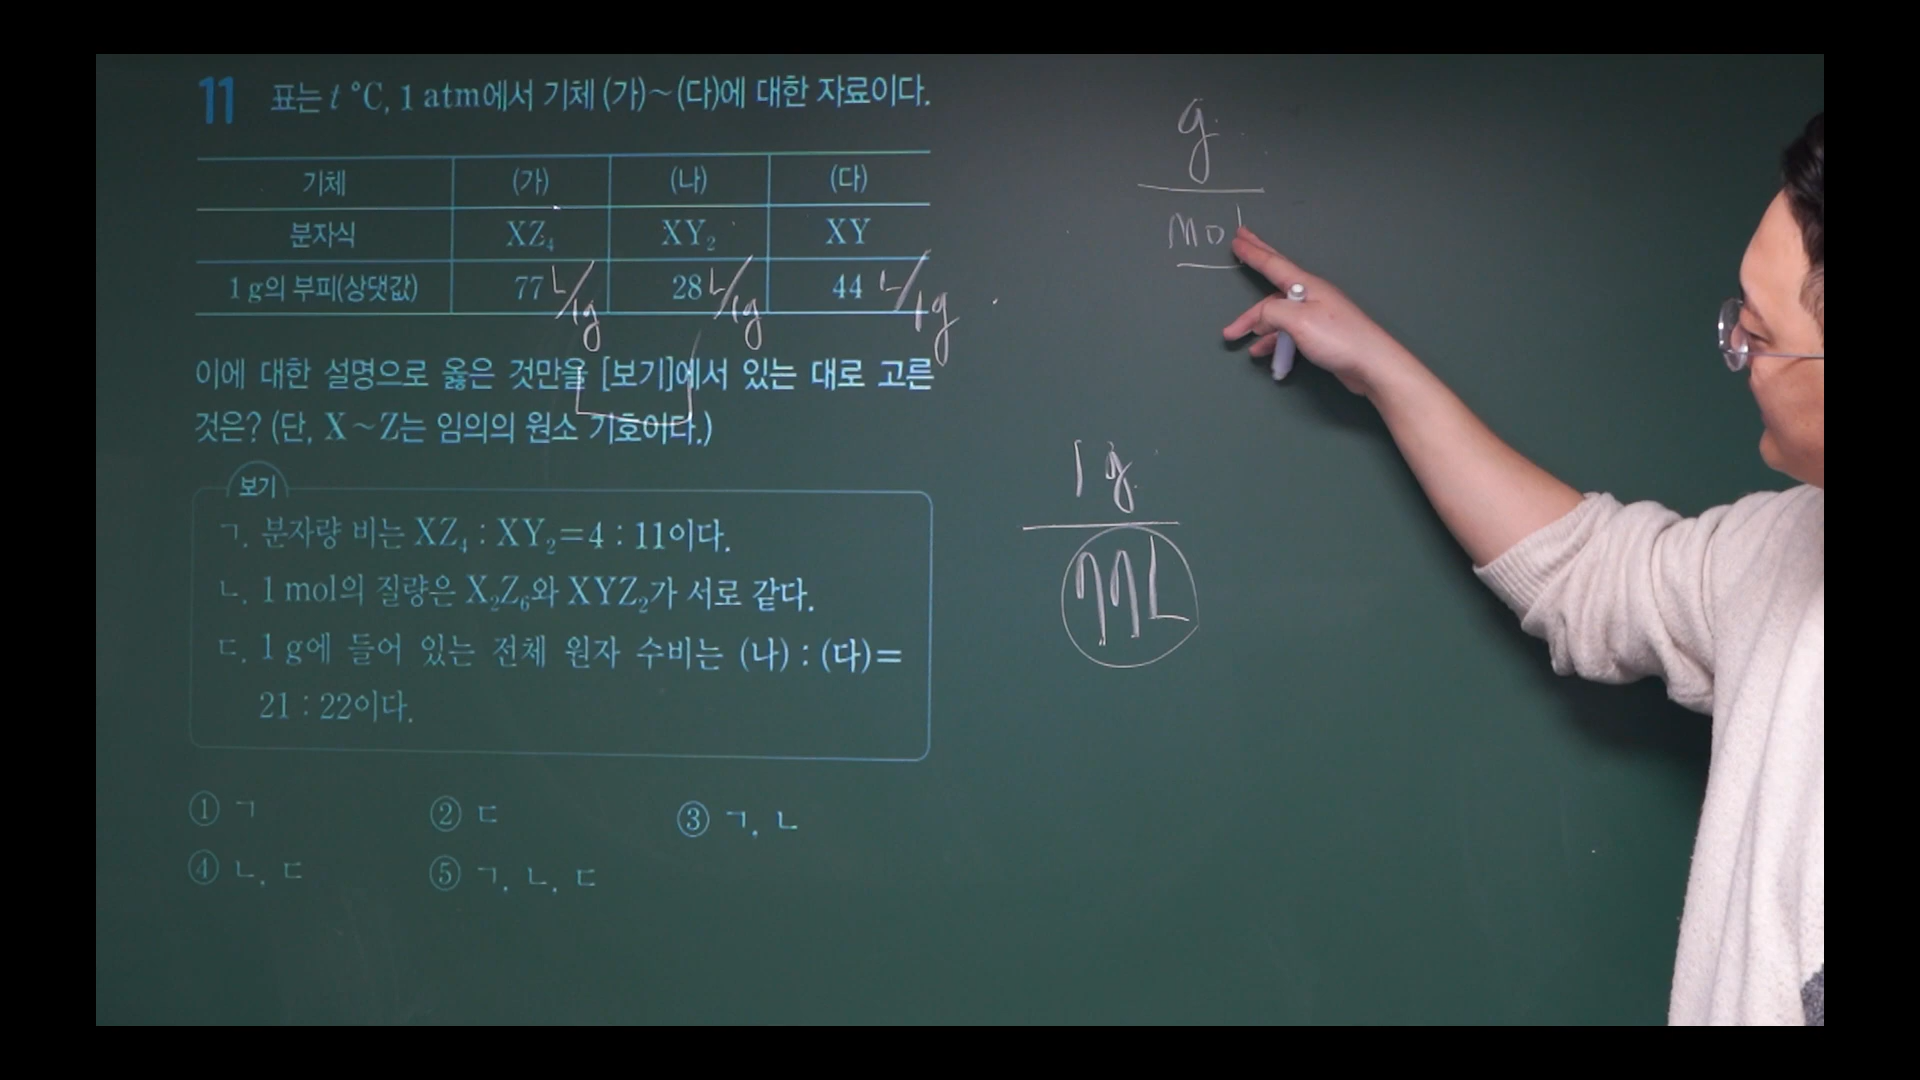 11 표는 t ℃, 1 atm에서 기체 (가)~(다)에 대한 자료이다.
기체 (가) (나) (다)
분자식 XZ₄ XY₂ XY
1 g의 부피(상댓값) 77 L/1g 28 L/1g 44 L/1g
이에 대한 설명으로 옳은 것만을 [보기]에서 있는 대로 고른
것은? (단, X~Z는 임의의 원소 기호이다.)
보기
ㄱ. 분자량 비는 XZ₄ : XY₂=4 : 11이다.
ㄴ. 1 mol의 질량은 X₂Z₆와 XYZ₂가 서로 같다.
ㄷ. 1 g에 들어 있는 전체 원자 수비는 (나) : (다)=
21 : 22이다.
① ㄱ ② ㄷ ③ ㄱ, ㄴ
④ ㄴ, ㄷ ⑤ ㄱ, ㄴ, ㄷ
g
mol
1g
77L